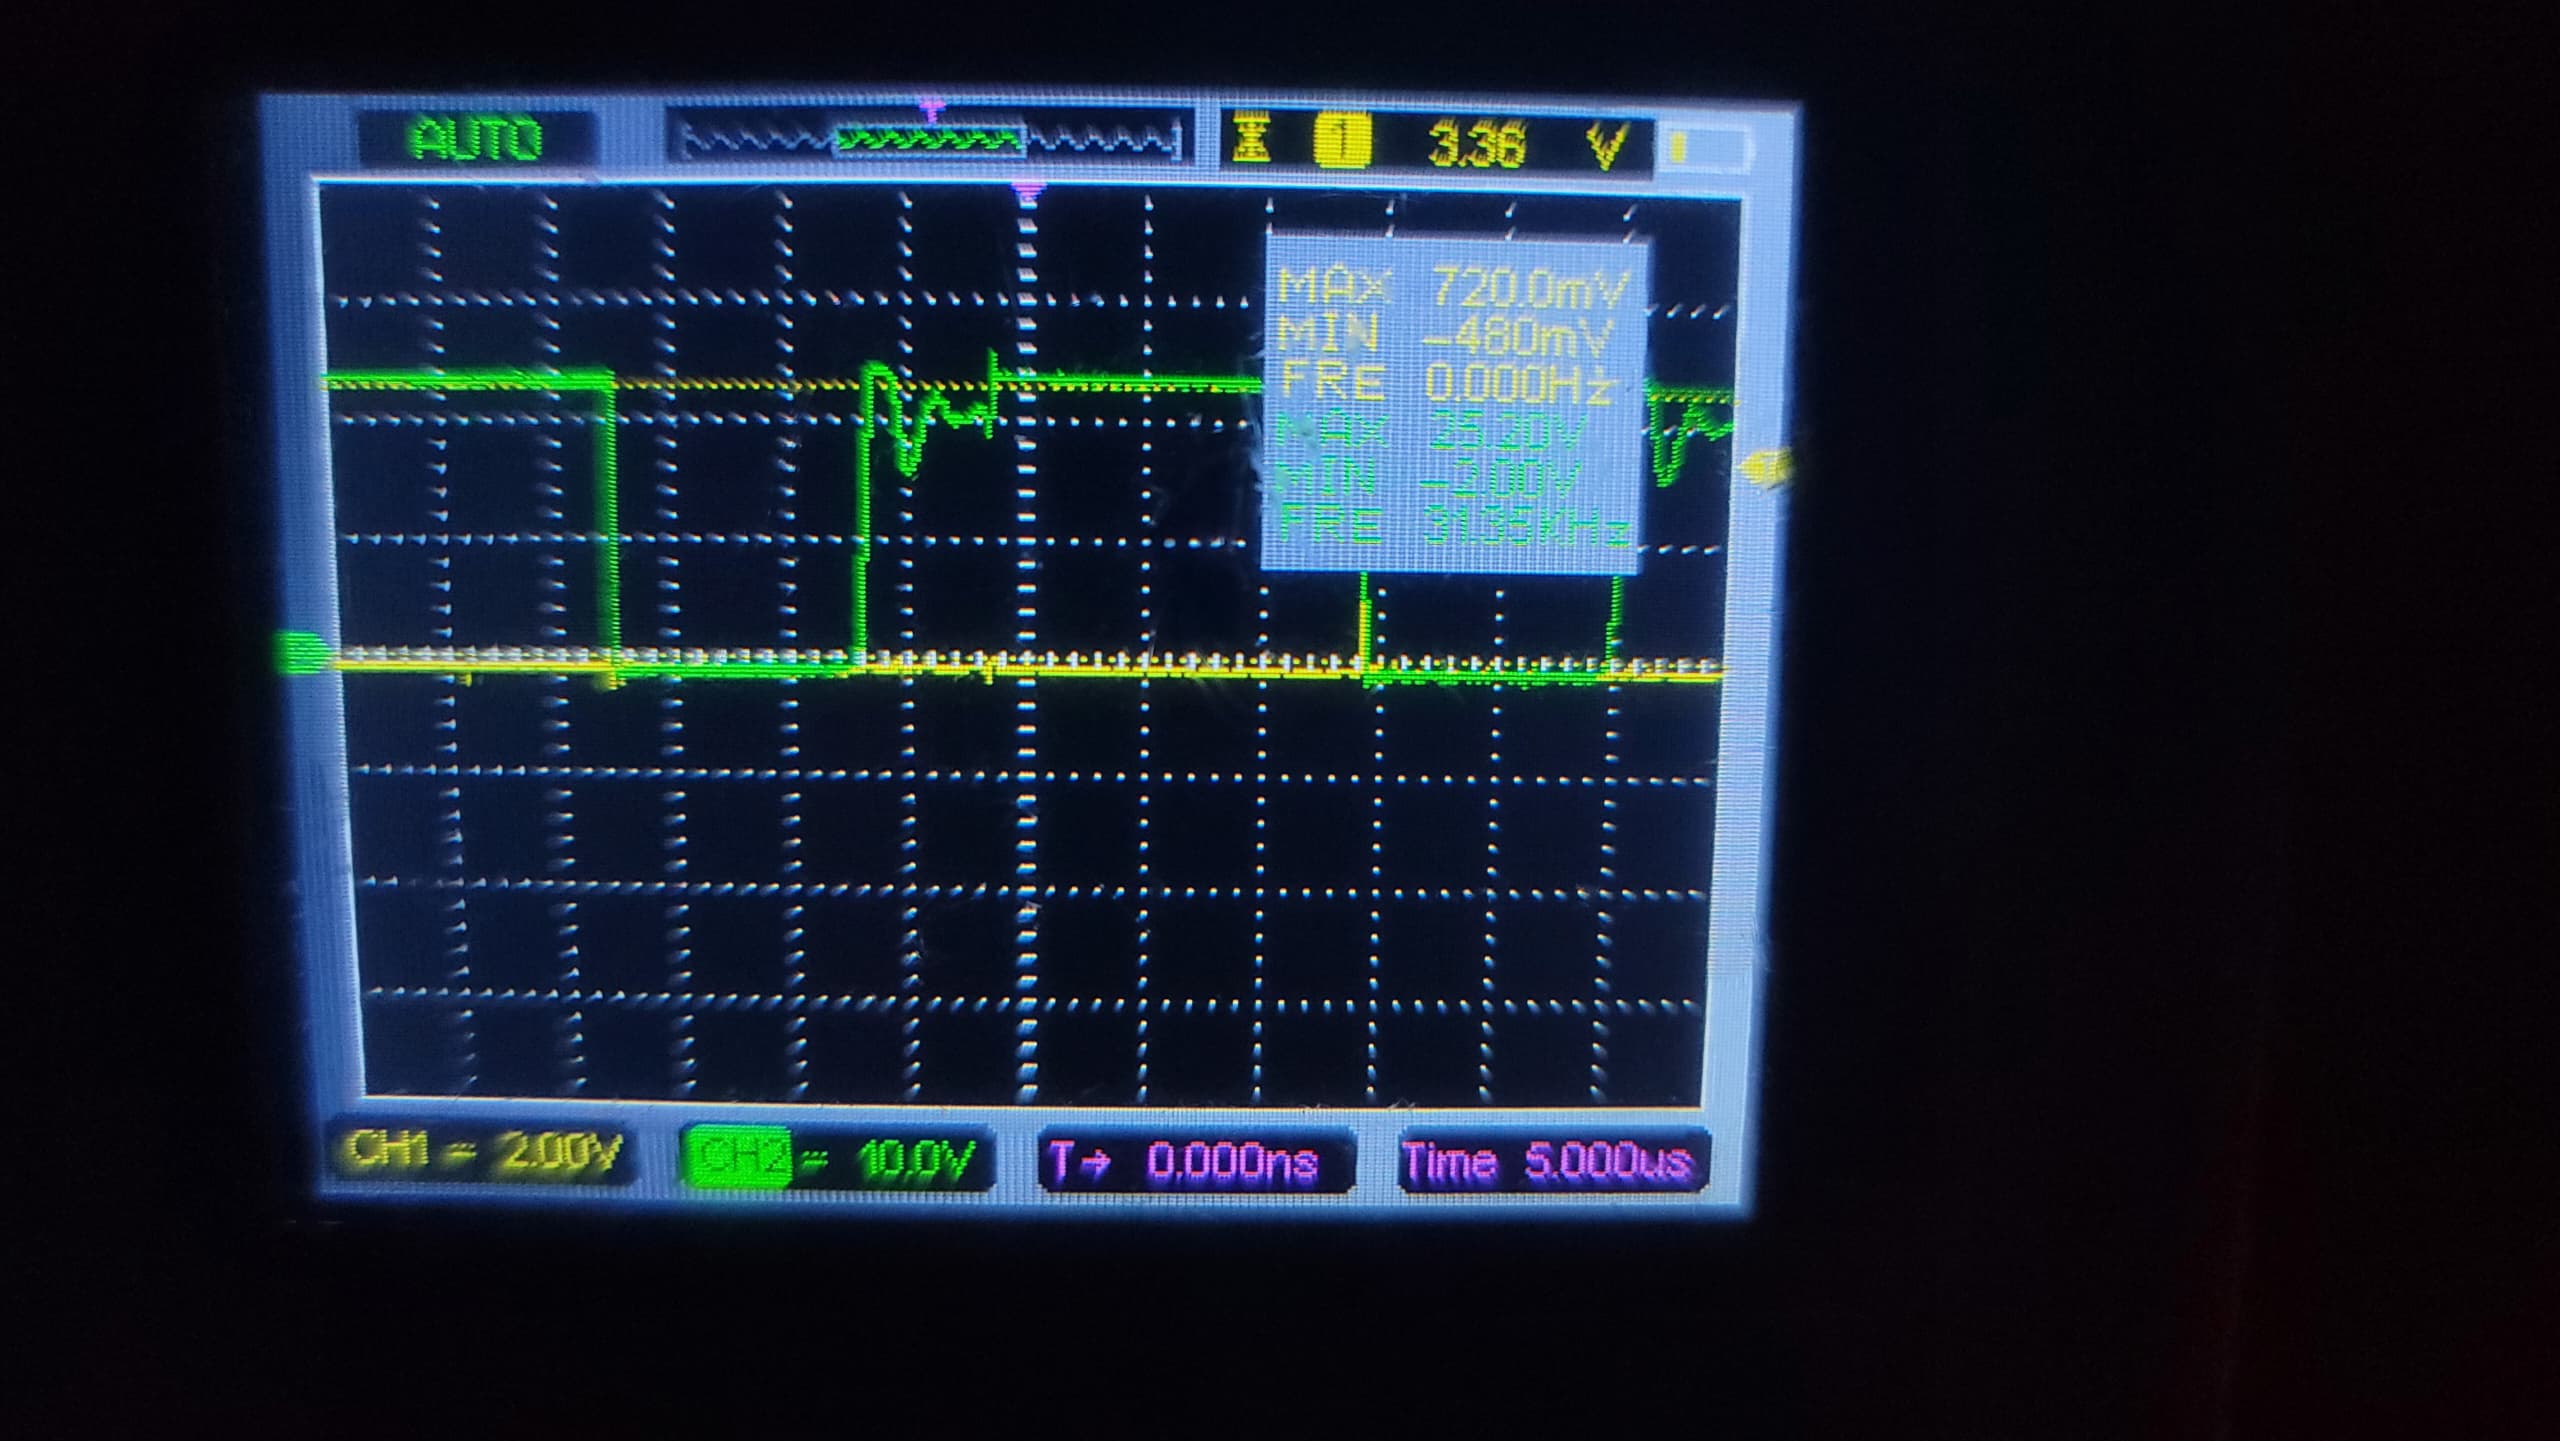 AUTO
T
1 3.36 V
MAX 720.0mV
MIN -480mV
FRE 0.000Hz
MAX 25.20V
MIN -2.00V
FRE 31.35KHz
CH1 = 2.00V
CH2 = 10.0V
T→ 0.000ns
Time 5.000us